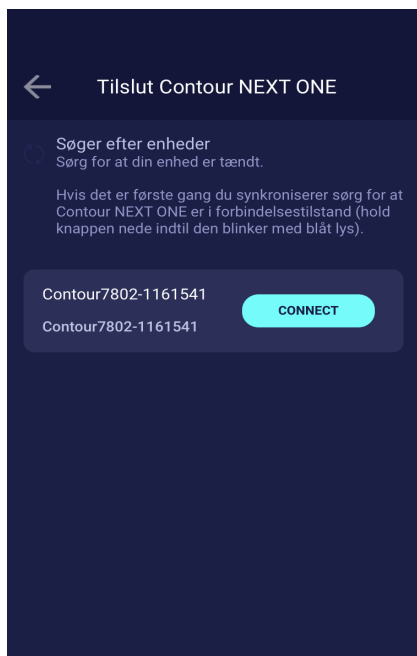 Tilslut Contour NEXT ONE
Søger efter enheder
Sørg for at din enhed er tændt.
Hvis det er første gang du synkroniserer sørg for at
Contour NEXT ONE er i forbindelsestilstand (hold
knappen nede indtil den blinker med blåt lys).
Contour7802-1161541
CONNECT
Contour7802-1161541